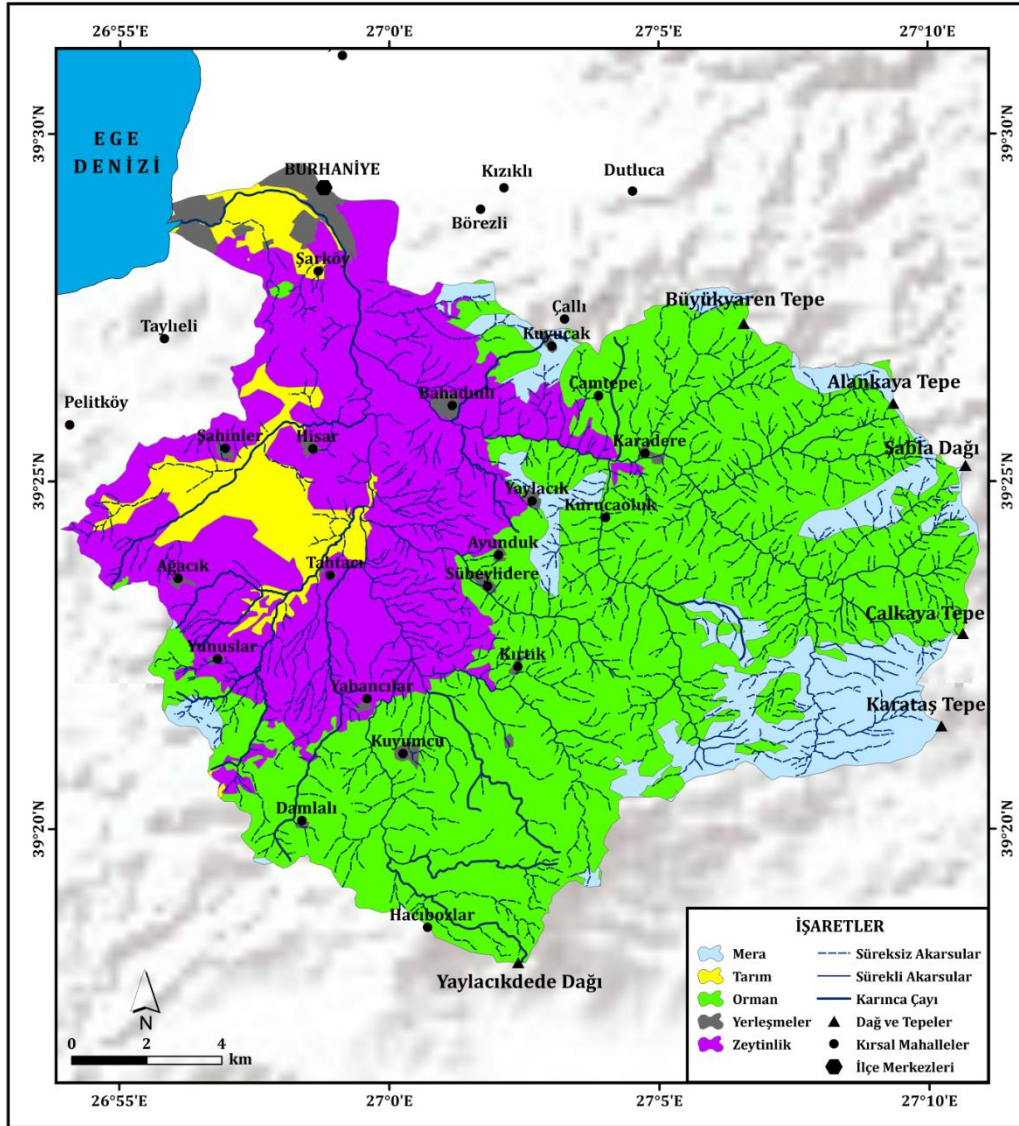 26°55'E 27°0'E 27°5'E 27°10'E
39°30'N 39°30'N
EGE
DENİZİ
BURHANİYE
Kızıklı
Dutluca
Börezli
Şarköy
Büyükyaren Tepe
Çallı
Taylıeli
Kuyucak
Alankaya Tepe
Çamtepe
Bahadınlı
Pelitköy
Şahinler
Hisar
Karadere
Şabla Dağı
39°25'N 39°25'N
Yaylacık
Kurucaoluk
Avunduk
Ağacık
Tahtacı
Sübeylidere
Çalkaya Tepe
Yunuslar
Kırtık
Yabancılar
Karataş Tepe
Kuyumcu
Damlalı
39°20'N 39°20'N
Hacıbozlar
Yaylacıkdede Dağı
İŞARETLER
Mera
Tarım
Orman
Yerleşmeler
Zeytinlik
Süreksiz Akarsular
Sürekli Akarsular
Karınca Çayı
Dağ ve Tepeler
Kırsal Mahalleler
İlçe Merkezleri
N
0 2 4
km
26°55'E 27°0'E 27°5'E 27°10'E